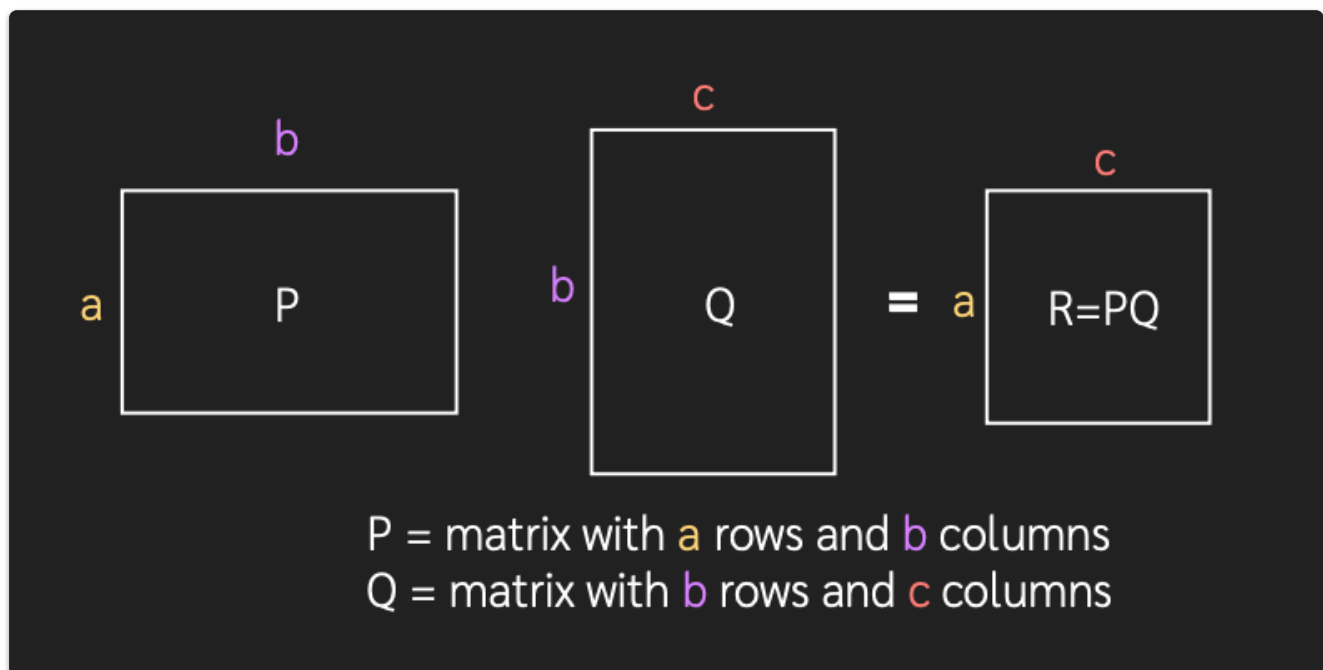 c
b
c
a
P
b
Q
=
a
R=PQ
P = matrix with a rows and b columns
Q = matrix with b rows and c columns